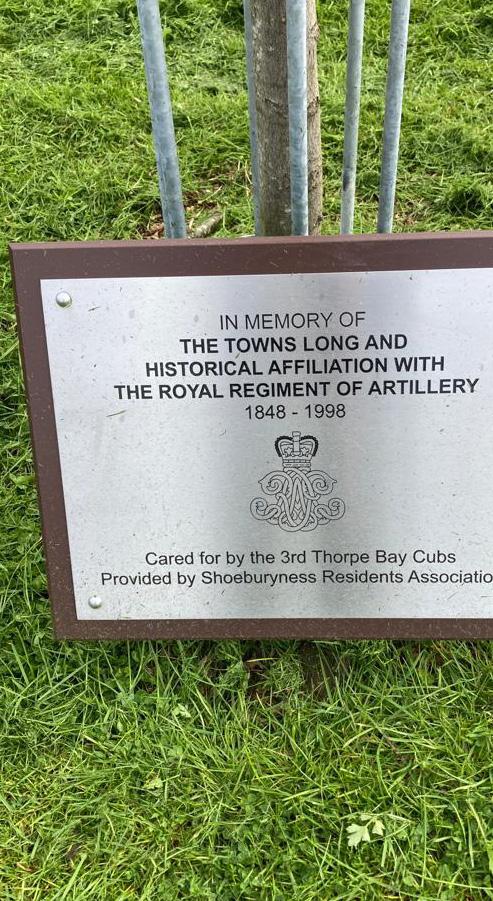 IN MEMORY OF
THE TOWNS LONG AND
HISTORICAL AFFILIATION WITH
THE ROYAL REGIMENT OF ARTILLERY
1848 - 1998
Cared for by the 3rd Thorpe Bay Cubs
Provided by Shoeburyness Residents Associatio